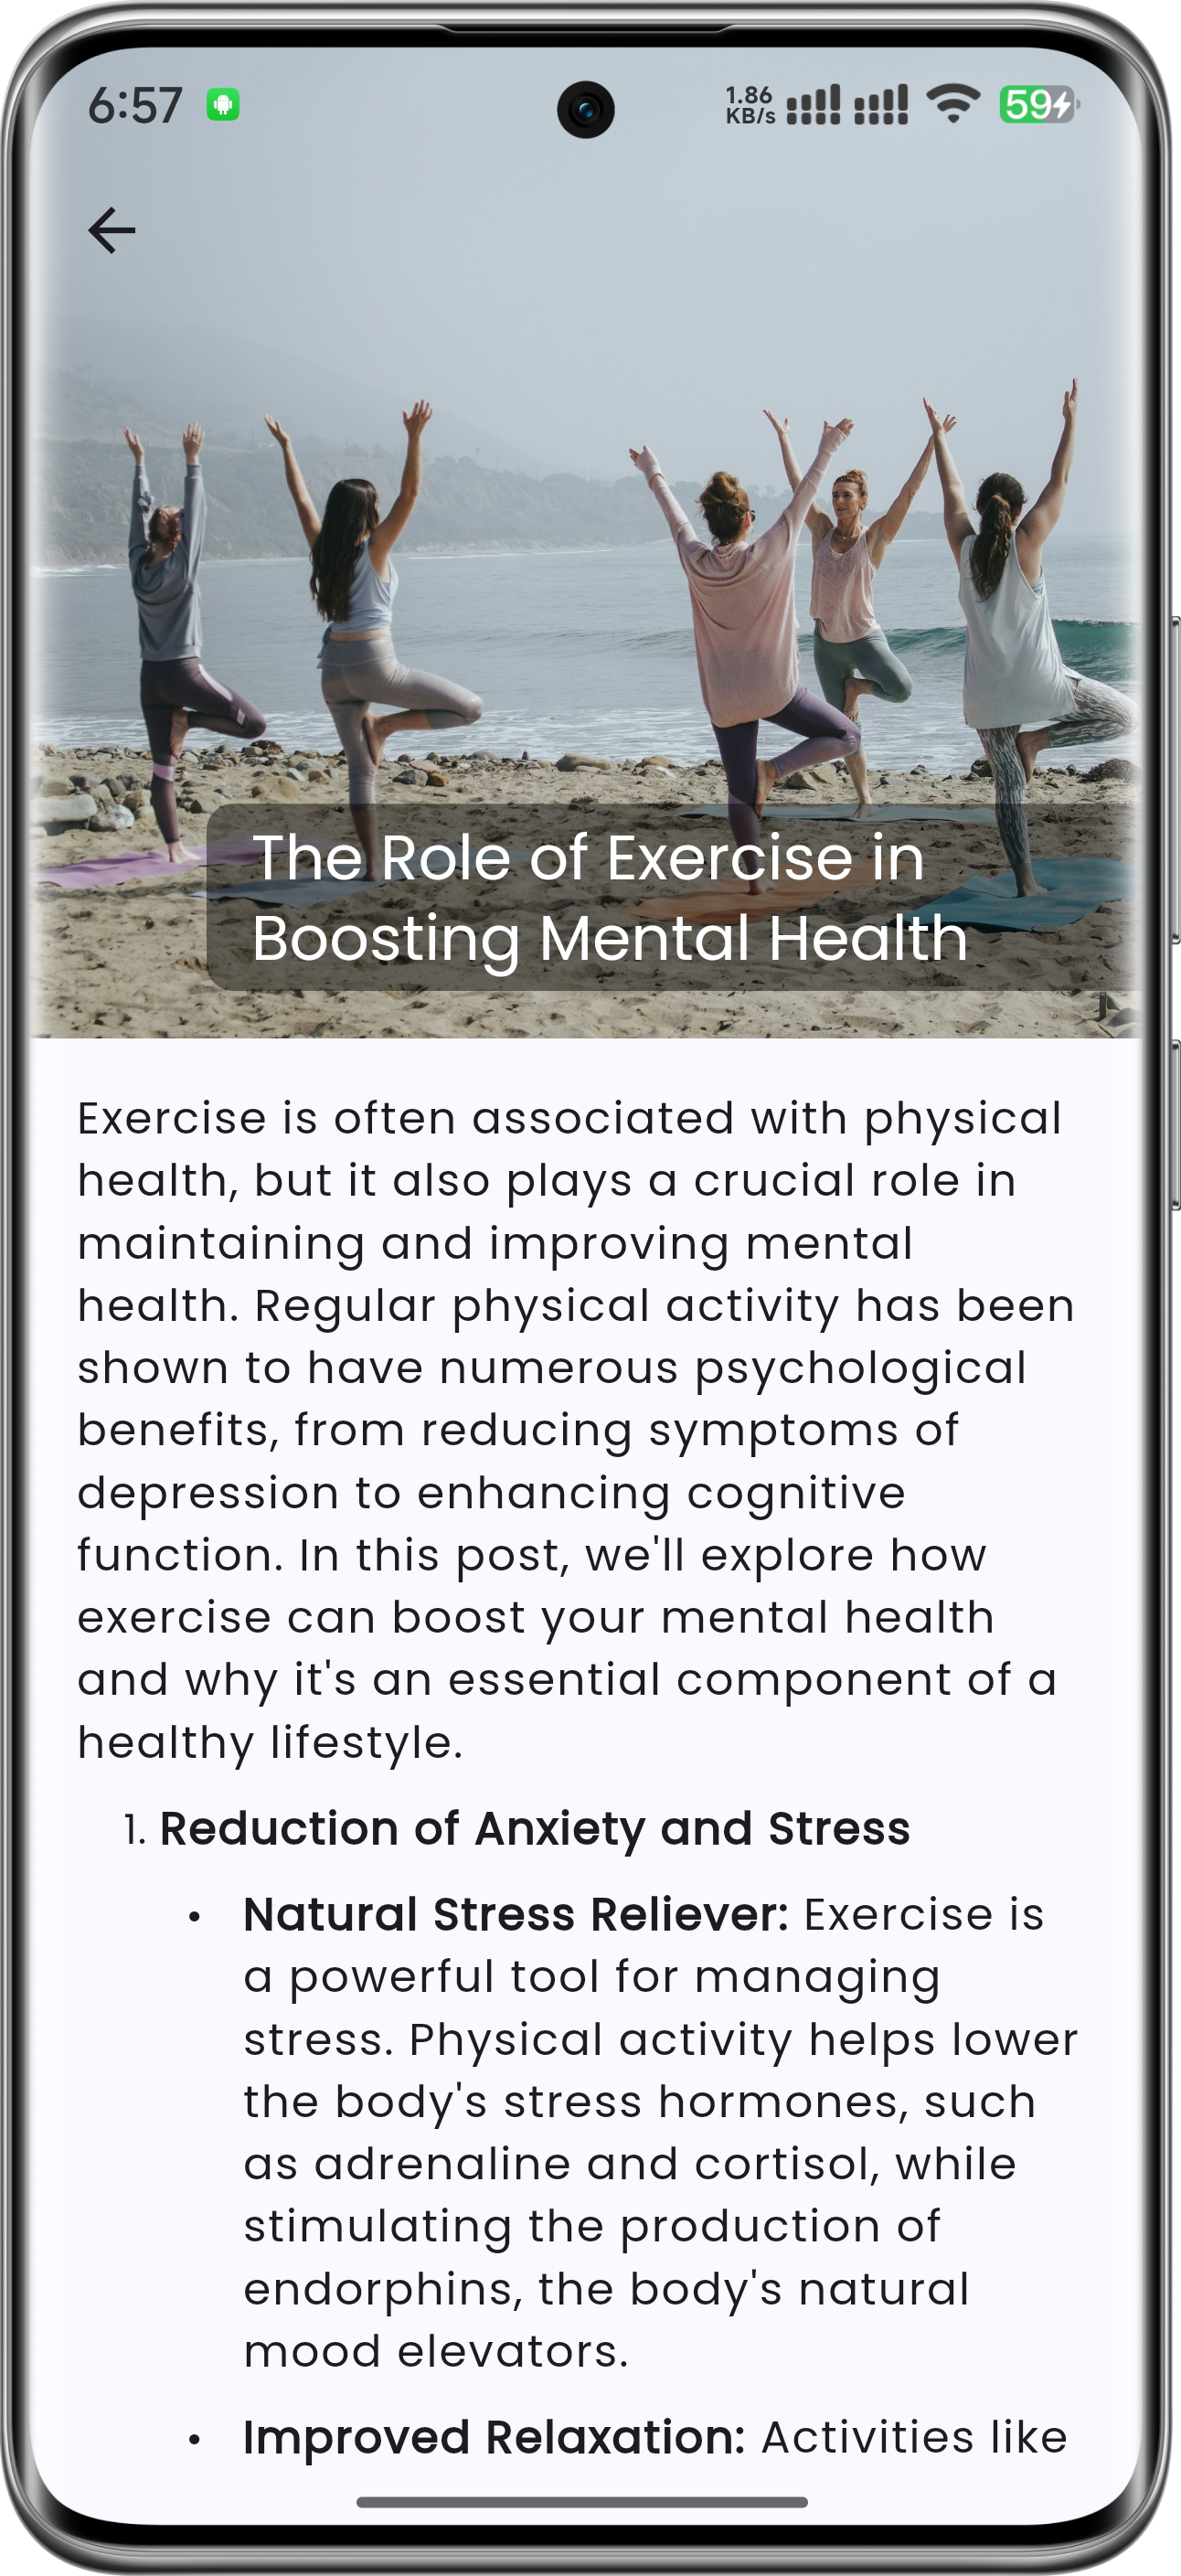 6:57
1.86
KB/s
59
The Role of Exercise in
Boosting Mental Health
Exercise is often associated with physical
health, but it also plays a crucial role in
maintaining and improving mental
health. Regular physical activity has been
shown to have numerous psychological
benefits, from reducing symptoms of
depression to enhancing cognitive
function. In this post, we'll explore how
exercise can boost your mental health
and why it's an essential component of a
healthy lifestyle.
1. Reduction of Anxiety and Stress
• Natural Stress Reliever: Exercise is
a powerful tool for managing
stress. Physical activity helps lower
the body's stress hormones, such
as adrenaline and cortisol, while
stimulating the production of
endorphins, the body's natural
mood elevators.
• Improved Relaxation: Activities like